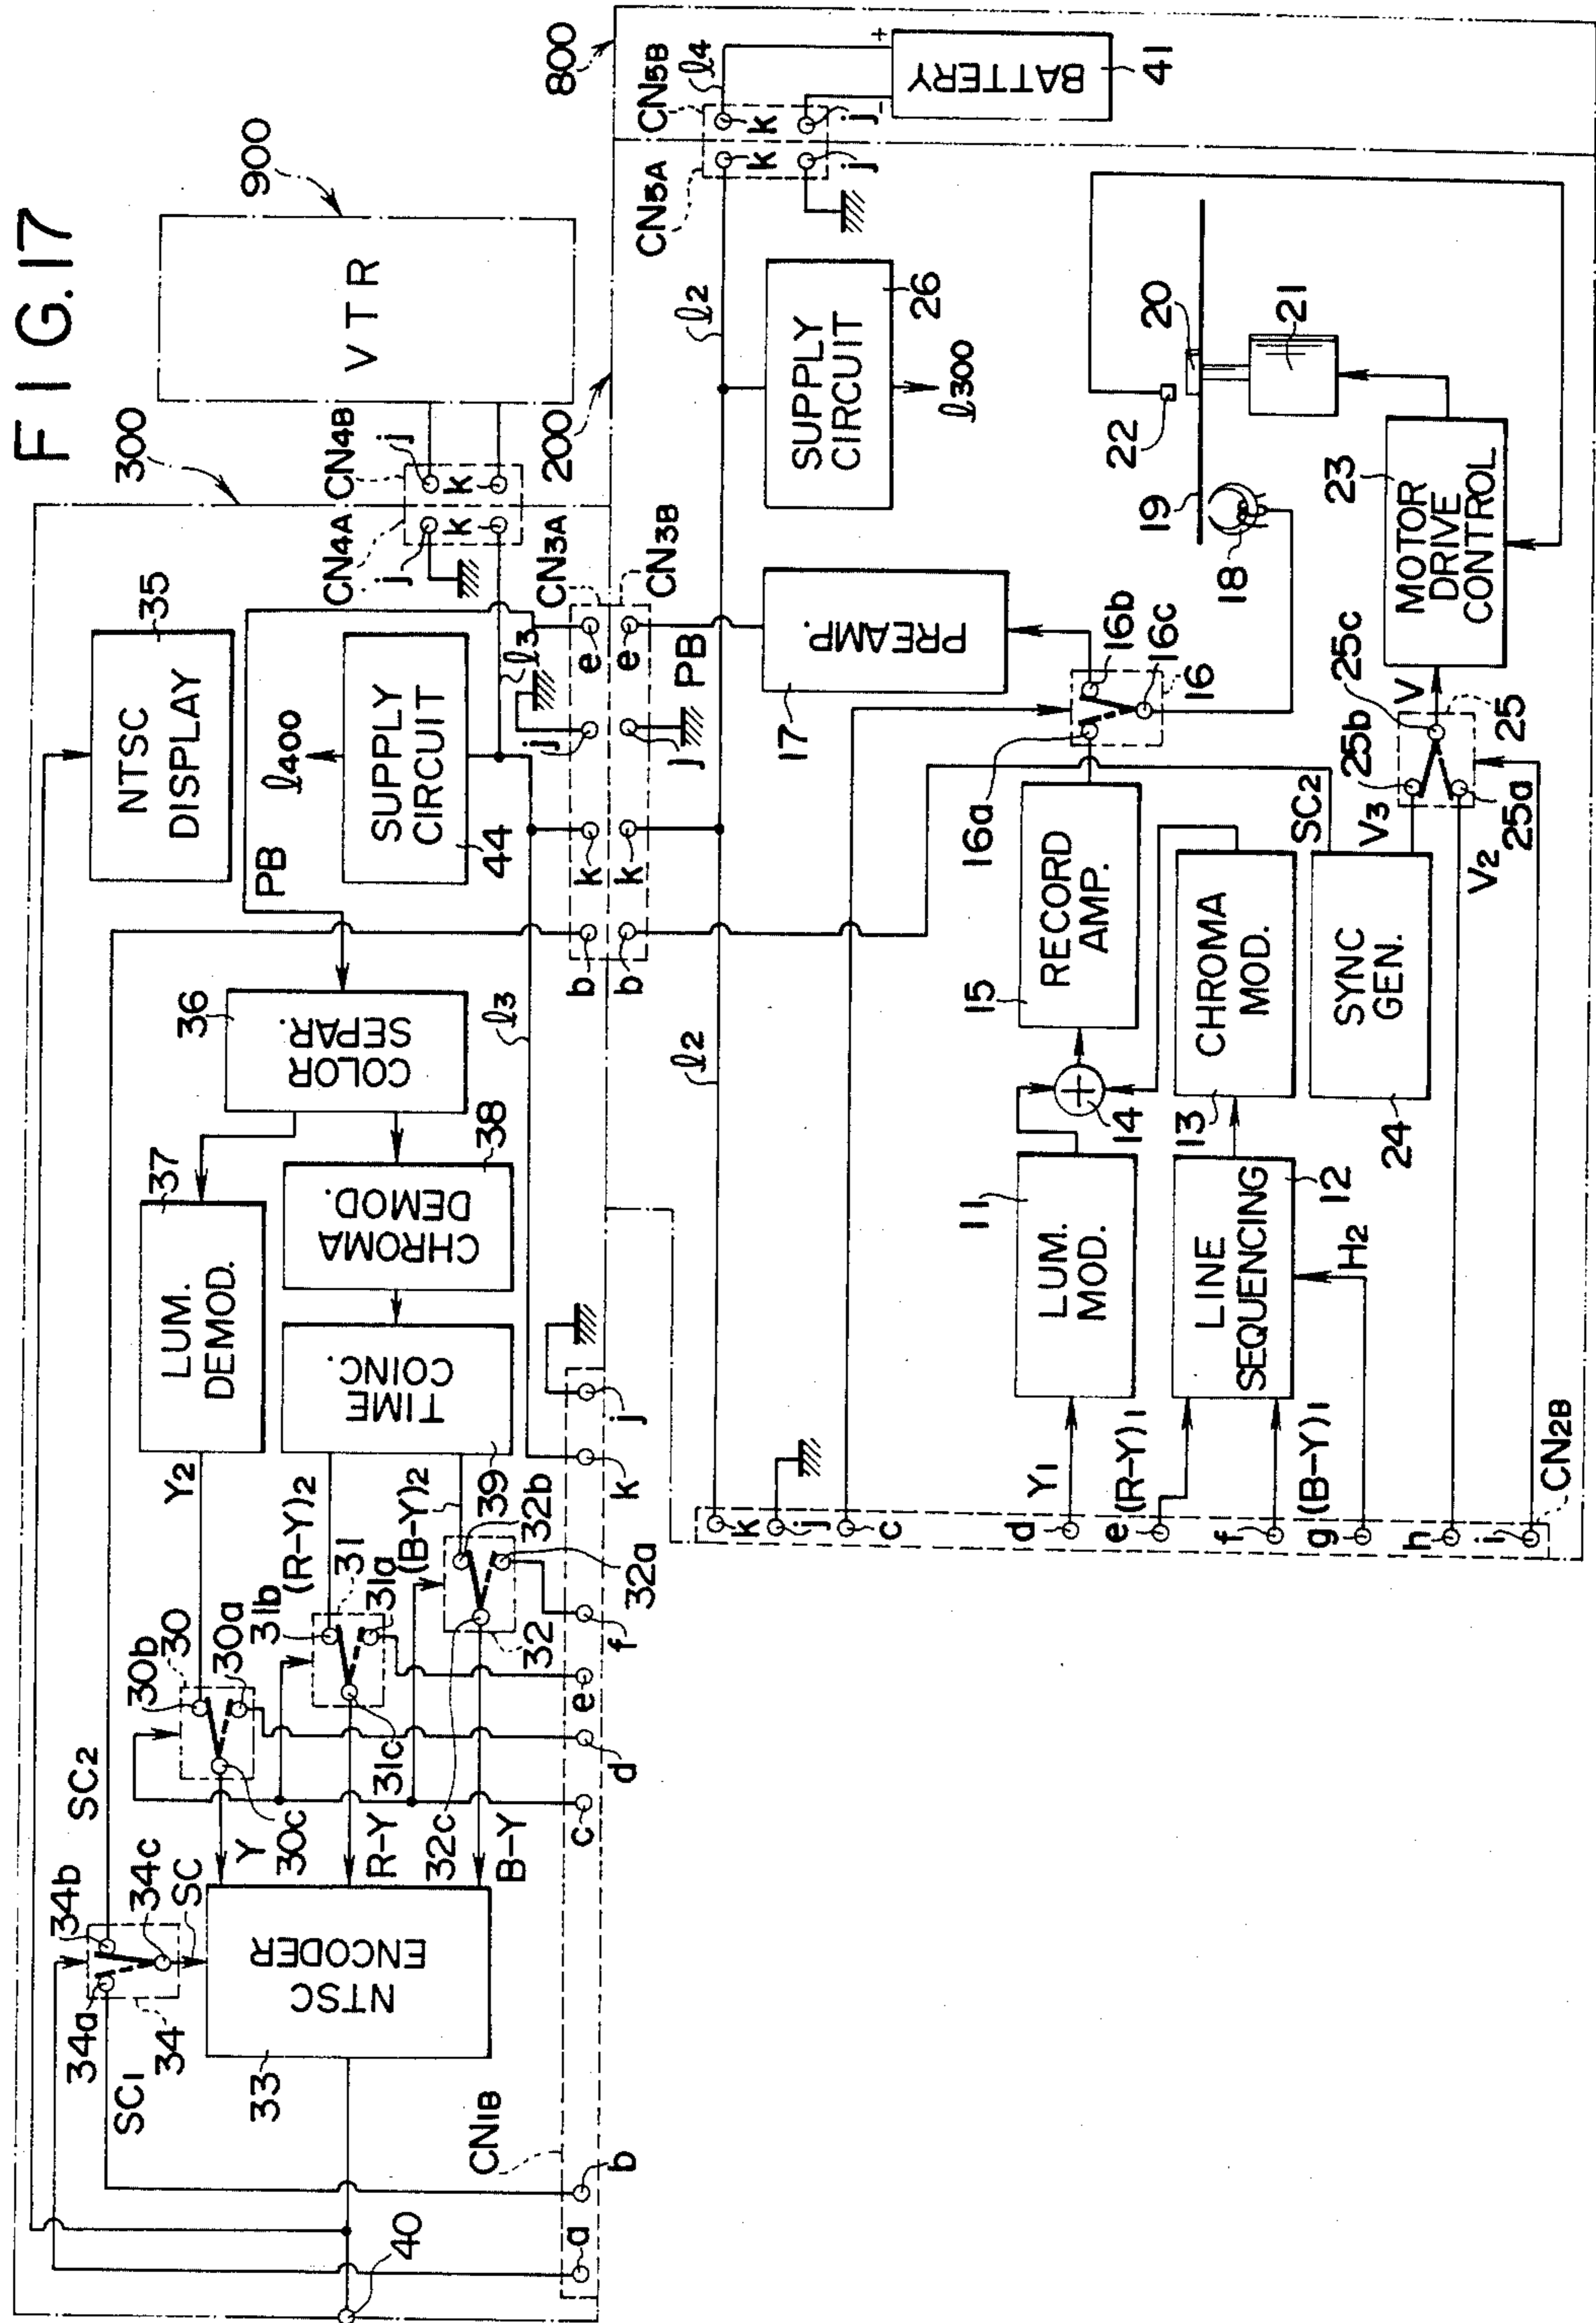 FIG.17
300
900
VTR
CN4A
CN4B
j
j
k
k
35
NTSC
DISPLAY
PB
l400
SUPPLY
CIRCUIT
44
l3
CN3A
CN3B
b
k
j
e
b
k
j
e
PB
200
800
SC2
36
COLOR
SEPAR.
37
LUM.
DEMOD.
38
CHROMA
DEMOD.
l3
TIME
COINC.
39
Y2
(R-Y)2
(B-Y)2
30b
30
30a
30c
31b
31
31a
31c
32b
32a
32
32c
34b
34a
34c
34
SC
SC1
Y
R-Y
B-Y
NTSC
ENCODER
33
40
CN1B
a
b
c
d
e
f
k
j
CN5A
CN5B
k
k
j
j
l4
+
-
BATTERY
41
l2
SUPPLY
CIRCUIT
26
l300
l2
PREAMP.
17
16a
16b
16c
16
18
19
20
21
22
23
MOTOR
DRIVE
CONTROL
V
25c
25b
25
25a
V3
V2
SC2
RECORD
AMP.
15
14
CHROMA
MOD.
13
SYNC
GEN.
24
11
LUM.
MOD.
LINE
SEQUENCING
12
H2
Y1
(R-Y)1
(B-Y)1
k
j
c
d
e
f
g
h
i
CN2B